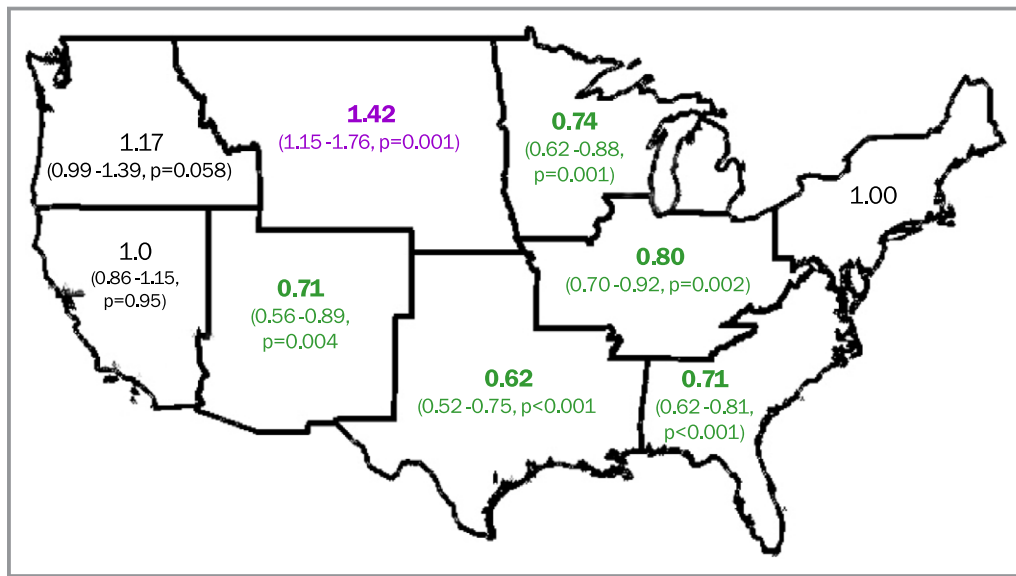 1.42
(1.15 -1.76, p=0.001)
0.74
(0.62 -0.88,
p=0.001)
1.17
(0.99 -1.39, p=0.058)
1.00
1.0
(0.86 -1.15,
p=0.95)
0.71
(0.56 -0.89,
p=0.004
0.80
(0.70 -0.92, p=0.002)
0.62
(0.52 -0.75, p<0.001
0.71
(0.62 -0.81,
p<0.001)